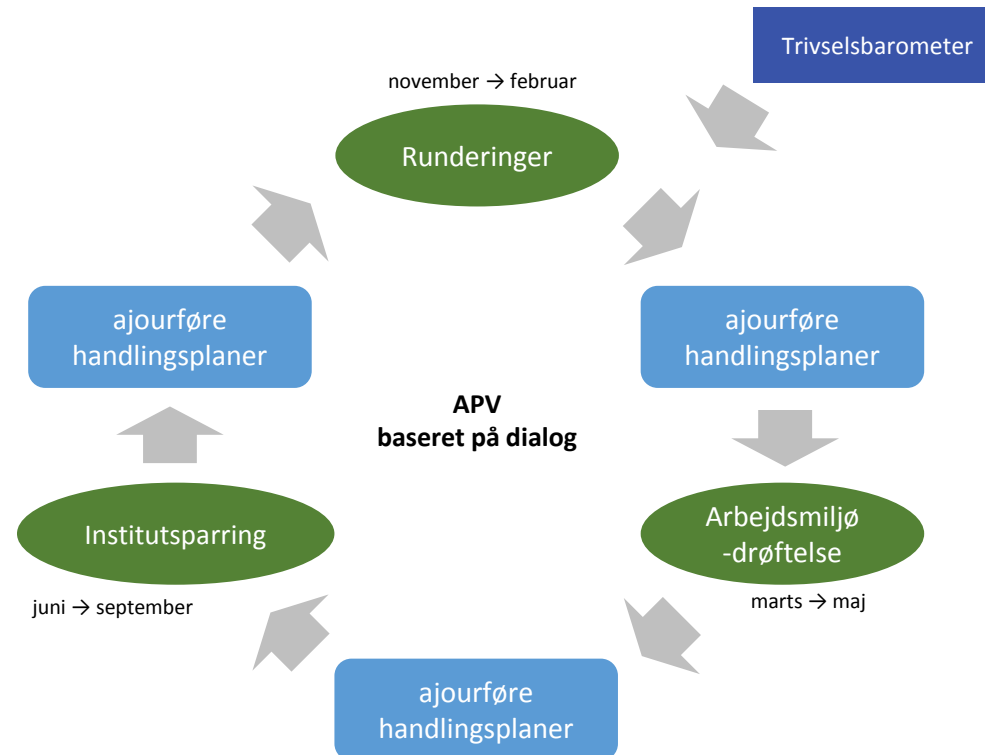 Trivselsbarometer
november → februar
Runderinger
ajourføre
handlingsplaner
ajourføre
handlingsplaner
APV
baseret på dialog
Institutsparring
Arbejdsmiljø
-drøftelse
juni → september
marts → maj
ajourføre
handlingsplaner